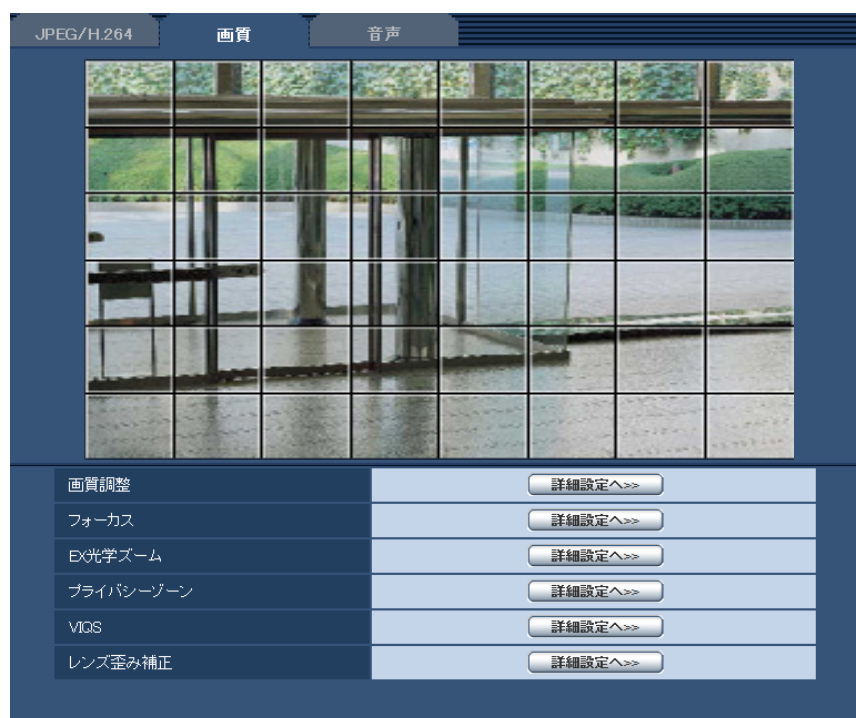 JPEG/H.264 画質 音声
画質調整 詳細設定へ>>
フォーカス 詳細設定へ>>
EX光学ズーム 詳細設定へ>>
プライバシーゾーン 詳細設定へ>>
VIQS 詳細設定へ>>
レンズ歪み補正 詳細設定へ>>